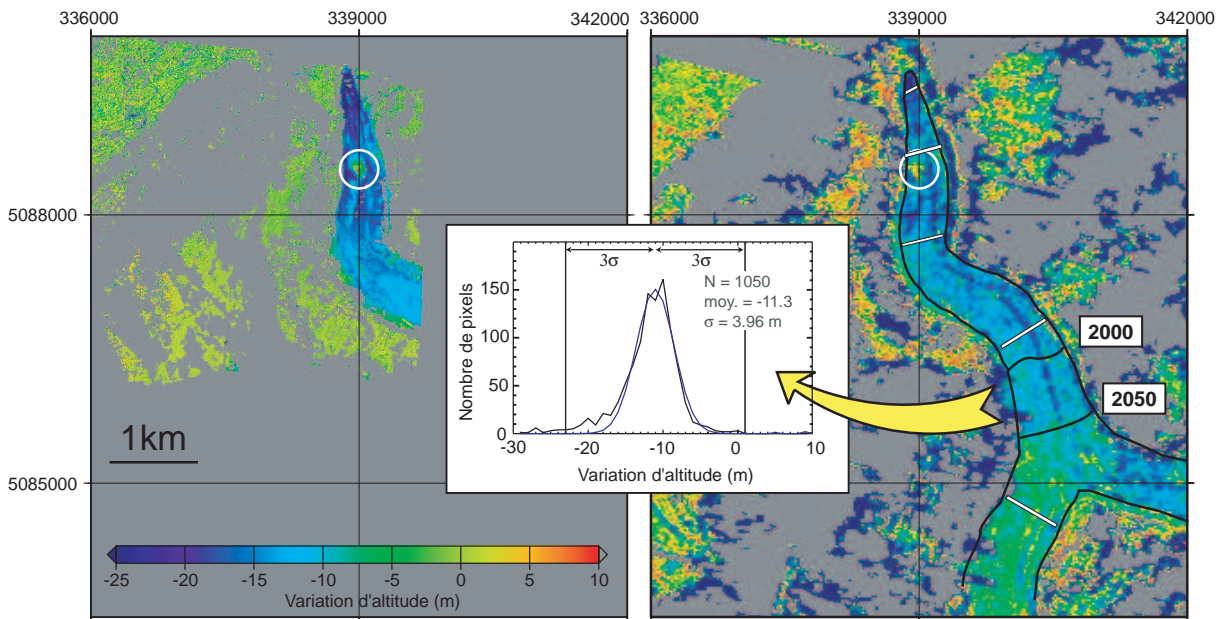 336000 339000 342000
336000 339000 342000
5088000
5085000
1km
-25 -20 -15 -10 -5 0 5 10
Variation d'altitude (m)
3σ 3σ
N = 1050
moy. = -11.3
σ = 3.96 m
150
100
50
0
-30 -20 -10 -0 10
Nombre de pixels
Variation d'altitude (m)
2000
2050